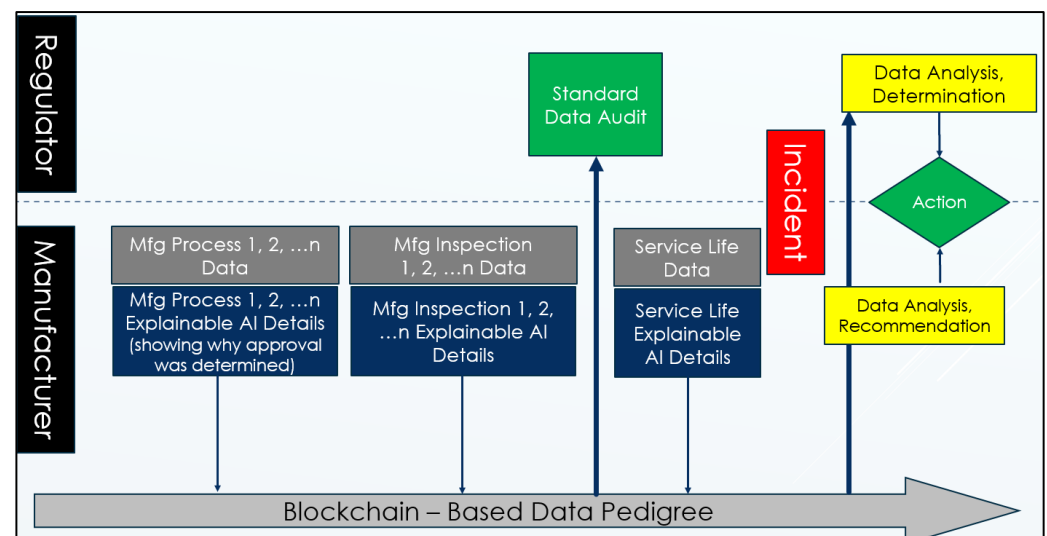 Regulator
Standard
Data Audit
Data Analysis,
Determination
Incident
Action
Manufacturer
Mfg Process 1, 2, …n
Data
Mfg Process 1, 2, …n
Explainable AI Details
(showing why approval
was determined)
Mfg Inspection
1, 2, …n Data
Mfg Inspection 1, 2,
…n Explainable AI
Details
Service Life
Data
Service Life
Explainable
AI Details
Data Analysis,
Recommendation
Blockchain – Based Data Pedigree